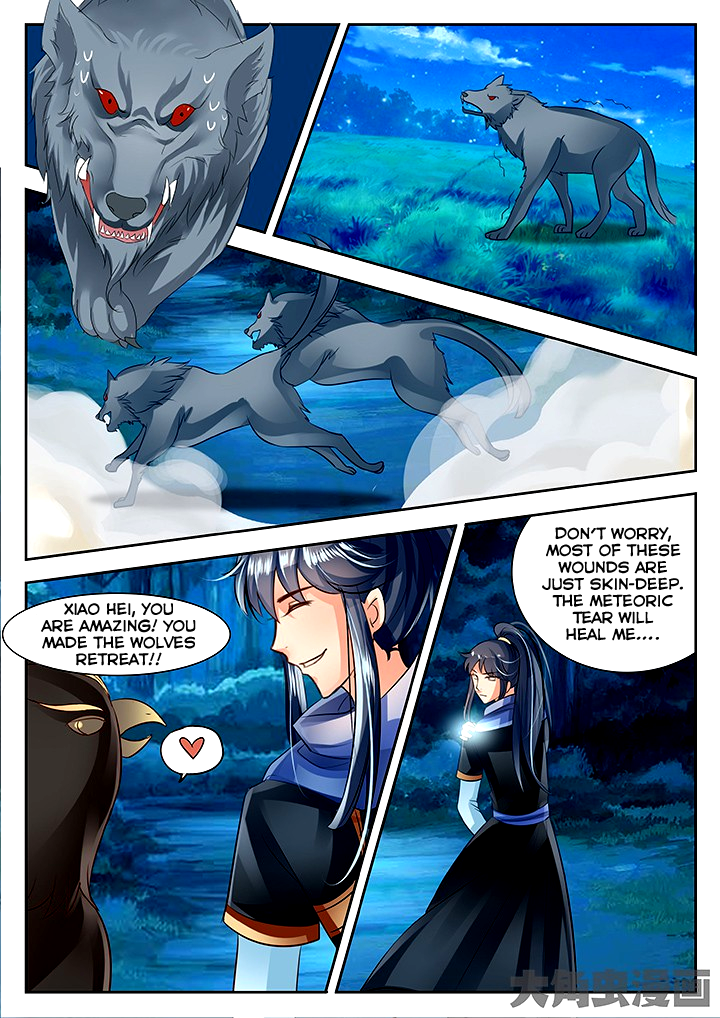 XIAO HEI, YOU
ARE AMAZING! YOU
MADE THE WOLVES
RETREAT!!
DON'T WORRY,
MOST OF THESE
WOUNDS ARE
JUST SKIN-DEEP.
THE METEORIC
TEAR WILL
HEAL ME....
大角虫漫画